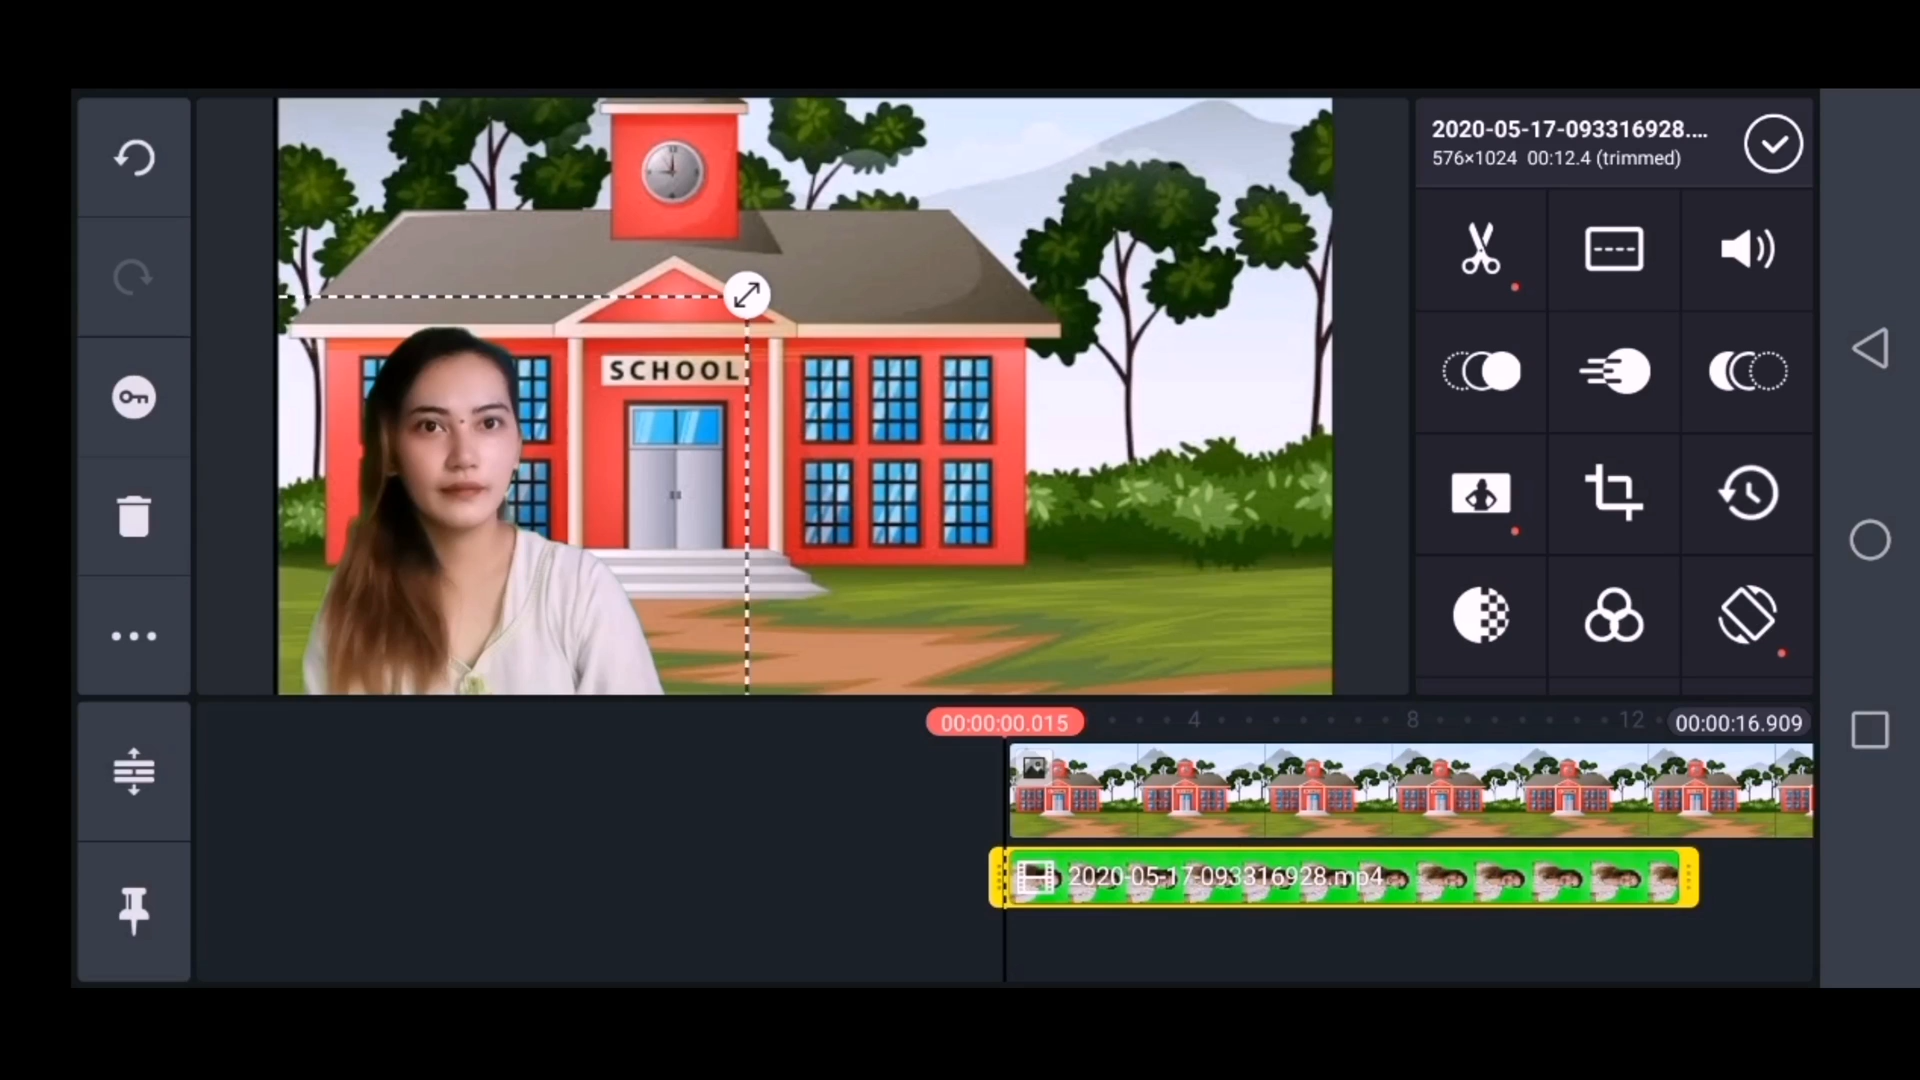 2020-05-17-093316928....
576×1024 00:12.4 (trimmed)
SCHOOL
00:00:00.015
4
8
12
00:00:16.909
2020-05-17-093316928.mp4